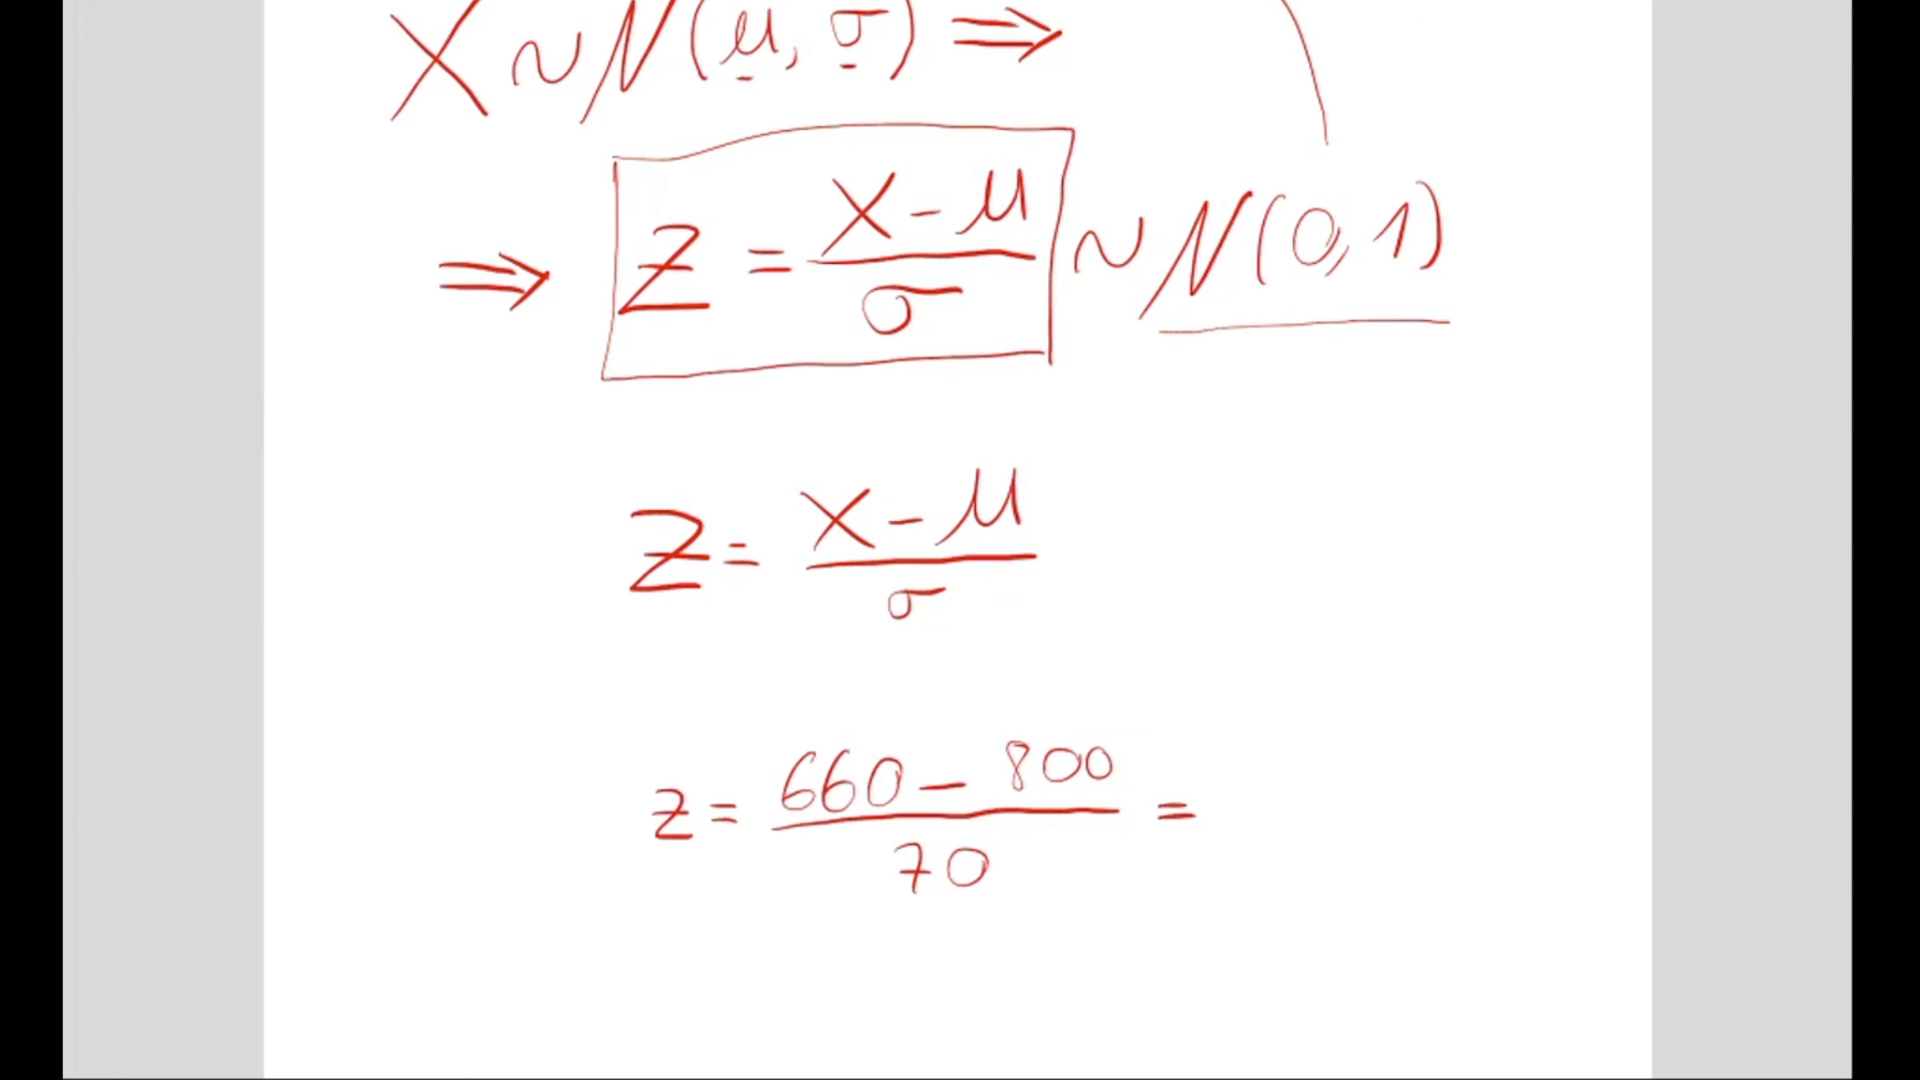 X ~ N(μ, σ) ⇒
⇒ Z = (X - μ)/σ ~ N(0, 1)
Z = (X - μ)/σ
z = (660 - 800)/70 =